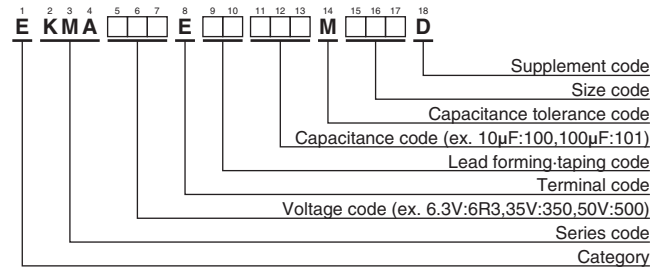 1 2 3 4 5 6 7 8 9 10 11 12 13 14 15 16 17 18
E KMA E M D
Supplement code
Size code
Capacitance tolerance code
Capacitance code (ex. 10μF:100,100μF:101)
Lead forming·taping code
Terminal code
Voltage code (ex. 6.3V:6R3,35V:350,50V:500)
Series code
Category